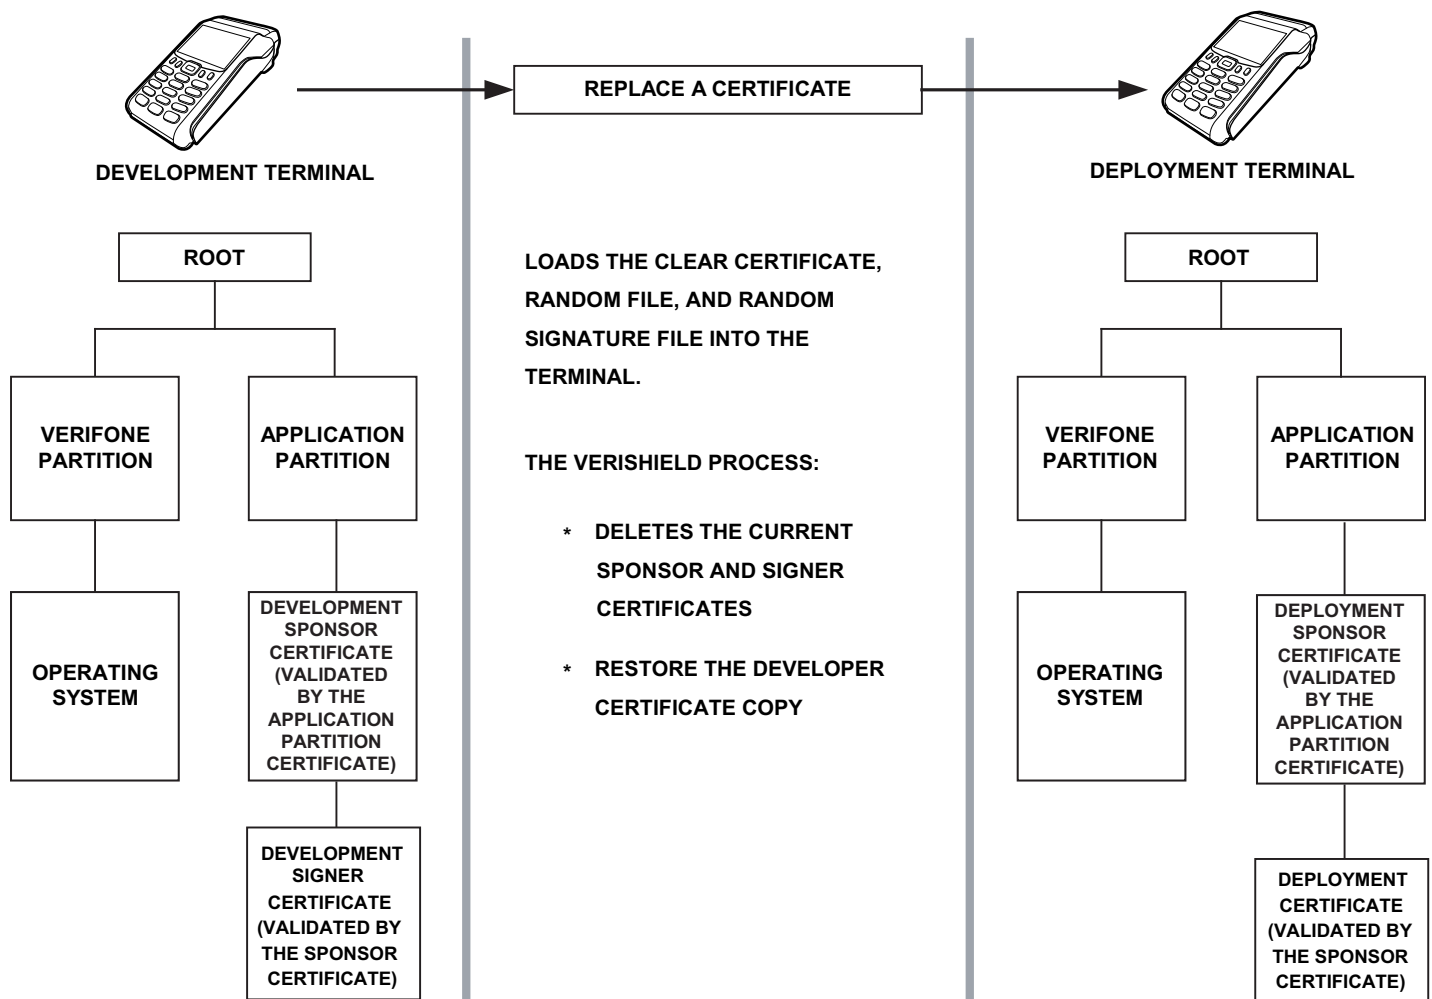 REPLACE A CERTIFICATE
DEVELOPMENT TERMINAL
DEPLOYMENT TERMINAL
ROOT
VERIFONE
PARTITION
APPLICATION
PARTITION
OPERATING
SYSTEM
DEVELOPMENT
SPONSOR
CERTIFICATE
(VALIDATED
BY THE
APPLICATION
PARTITION
CERTIFICATE)
DEVELOPMENT
SIGNER
CERTIFICATE
(VALIDATED BY
THE SPONSOR
CERTIFICATE)
LOADS THE CLEAR CERTIFICATE,
RANDOM FILE, AND RANDOM
SIGNATURE FILE INTO THE
TERMINAL.
THE VERISHIELD PROCESS:
* DELETES THE CURRENT
SPONSOR AND SIGNER
CERTIFICATES
* RESTORE THE DEVELOPER
CERTIFICATE COPY
ROOT
VERIFONE
PARTITION
APPLICATION
PARTITION
OPERATING
SYSTEM
DEPLOYMENT
SPONSOR
CERTIFICATE
(VALIDATED
BY THE
APPLICATION
PARTITION
CERTIFICATE)
DEPLOYMENT
CERTIFICATE
(VALIDATED BY
THE SPONSOR
CERTIFICATE)